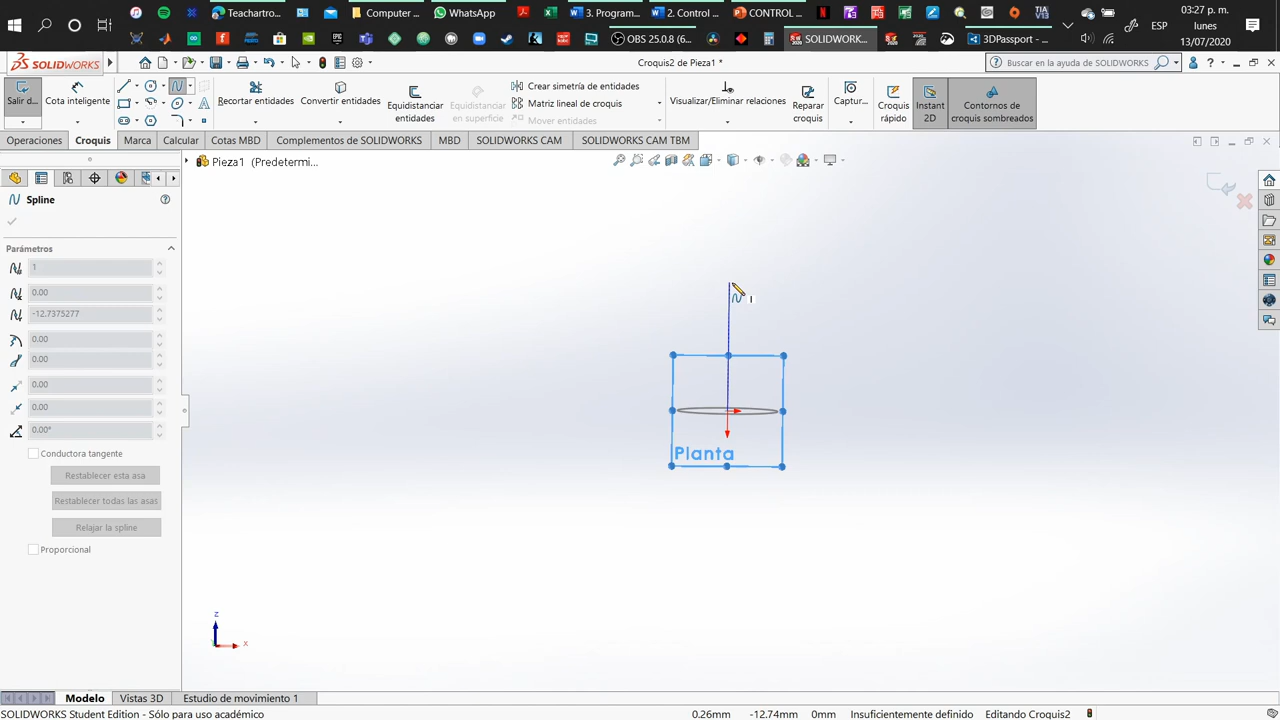 Teachartro...
Computer ...
WhatsApp
3. Program...
2. Control ...
CONTROL ...
TIA
V13
03:27 p. m.
lunes
13/07/2020
ESP
OBS 25.0.8 (6...
SOLIDWORK...
3DPassport - ...
SOLIDWORKS
Croquis2 de Pieza1 *
Buscar en la ayuda de SOLIDWORKS
Salir d...
Cota inteligente
Recortar entidades
Convertir entidades
Equidistanciar
entidades
Equidistanciar
en superficie
Crear simetría de entidades
Matriz lineal de croquis
Mover entidades
Visualizar/Eliminar relaciones
Reparar
croquis
Captur...
Croquis
rápido
Instant
2D
Contornos de
croquis sombreados
Operaciones
Croquis
Marca
Calcular
Cotas MBD
Complementos de SOLIDWORKS
MBD
SOLIDWORKS CAM
SOLIDWORKS CAM TBM
Pieza1 (Predetermi...
Spline
Parámetros
1
0.00
-12.7375277
0.00
0.00
0.00
0.00
0.00°
Conductora tangente
Restablecer esta asa
Restablecer todas las asas
Relajar la spline
Proporcional
Planta
z
x
Modelo
Vistas 3D
Estudio de movimiento 1
SOLIDWORKS Student Edition - Sólo para uso académico
0.26mm
-12.74mm
0mm
Insuficientemente definido
Editando Croquis2